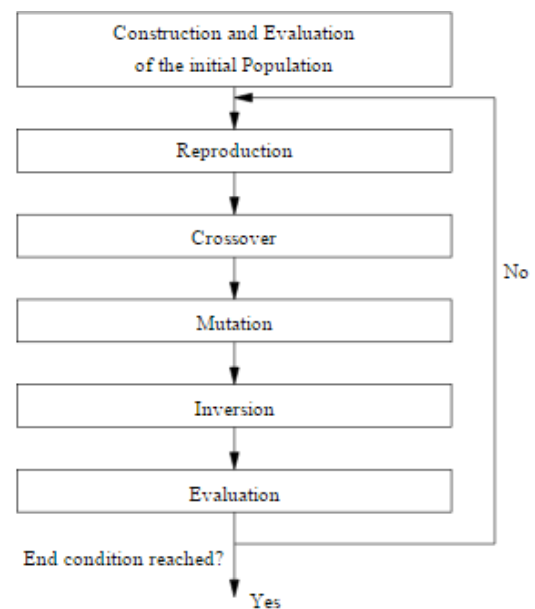 Construction and Evaluation
of the initial Population
Reproduction
Crossover
No
Mutation
Inversion
Evaluation
End condition reached?
Yes